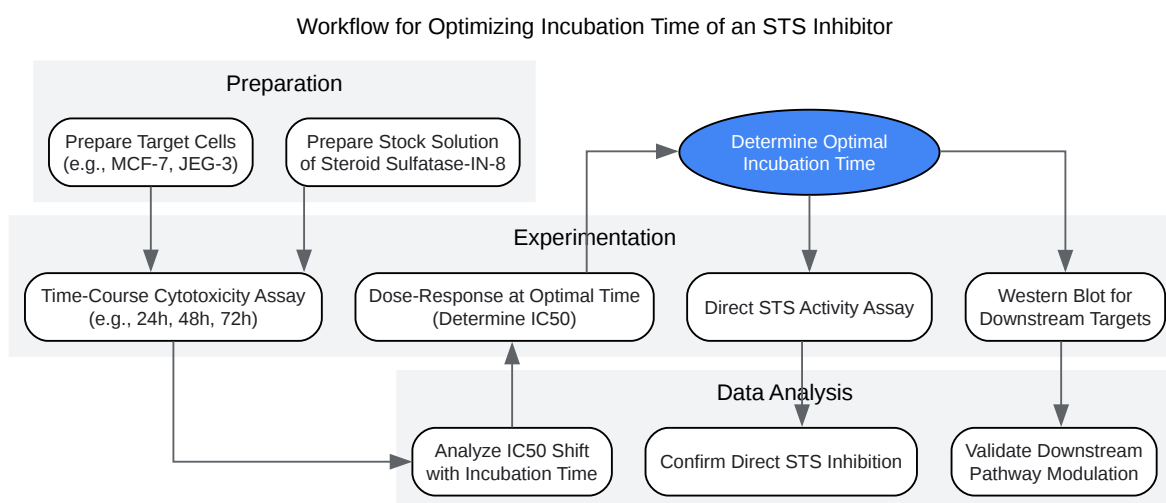 Workflow for Optimizing Incubation Time of an STS Inhibitor
Preparation
Prepare Target Cells
(e.g., MCF-7, JEG-3)
Prepare Stock Solution
of Steroid Sulfatase-IN-8
Determine Optimal
Incubation Time
Experimentation
Time-Course Cytotoxicity Assay
(e.g., 24h, 48h, 72h)
Dose-Response at Optimal Time
(Determine IC50)
Direct STS Activity Assay
Western Blot for
Downstream Targets
Data Analysis
Analyze IC50 Shift
with Incubation Time
Confirm Direct STS Inhibition
Validate Downstream
Pathway Modulation